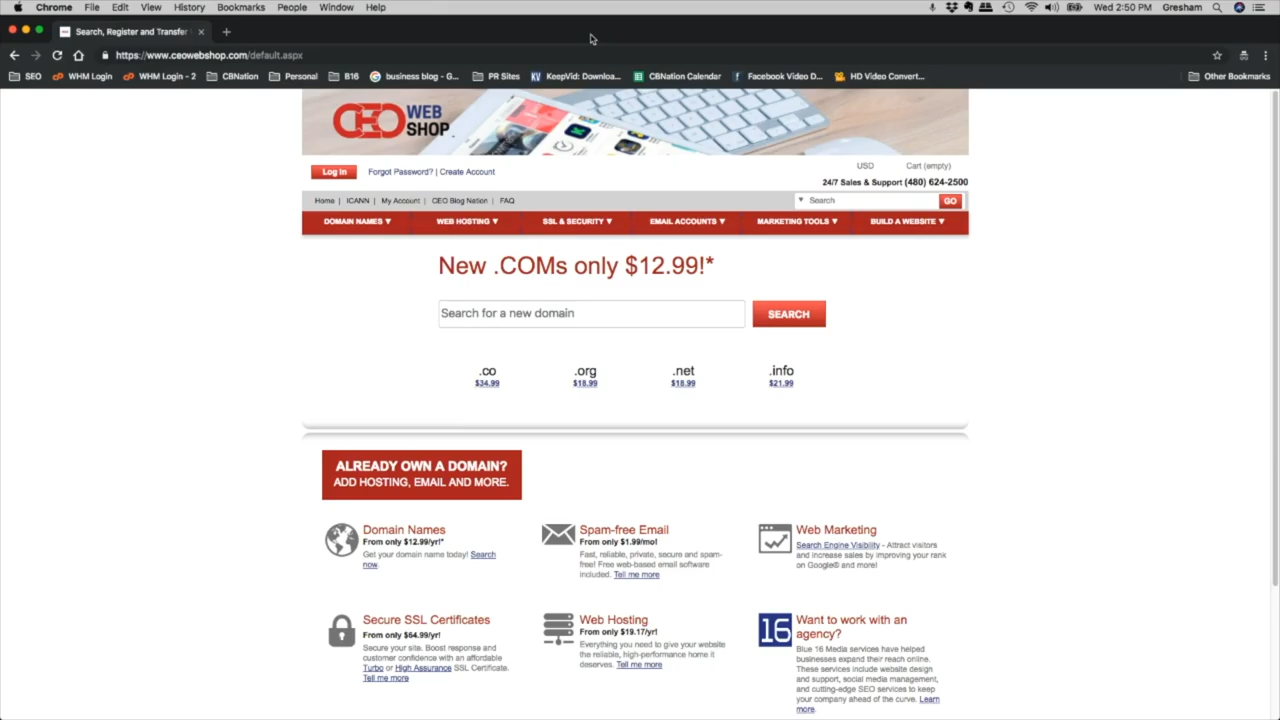 Chrome File Edit View History Bookmarks People Window Help Wed 2:50 PM Gresham
Search, Register and Transfer
https://www.ceowebshop.com/default.aspx
SEO WHM Login WHM Login - 2 CBNation Personal B16 business blog - G... PR Sites KeepVid: Downloa... CBNation Calendar Facebook Video D... HD Video Convert... Other Bookmarks
CEO WEB SHOP
USD Cart (empty)
Log In Forgot Password? | Create Account
24/7 Sales & Support (480) 624-2500
Home | ICANN | My Account | CEO Blog Nation | FAQ Search GO
DOMAIN NAMES ▼ WEB HOSTING ▼ SSL & SECURITY ▼ EMAIL ACCOUNTS ▼ MARKETING TOOLS ▼ BUILD A WEBSITE ▼
New .COMs only $12.99!*
Search for a new domain SEARCH
.co .org .net .info
$34.99 $18.99 $18.99 $21.99
ALREADY OWN A DOMAIN?
ADD HOSTING, EMAIL AND MORE.
Domain Names
From only $12.99/yr!*
Get your domain name today! Search
now.
Spam-free Email
From only $1.99/mo!
Fast, reliable, private, secure and spam-
free! Free web-based email software
included. Tell me more
Web Marketing
Search Engine Visibility - Attract visitors
and increase sales by improving your rank
on Google® and more!
Secure SSL Certificates
From only $64.99/yr!
Secure your site. Boost response and
customer confidence with an affordable
Turbo or High Assurance SSL Certificate.
Tell me more
Web Hosting
From only $19.17/yr!
Everything you need to give your website
the reliable, high-performance home it
deserves. Tell me more
16
Want to work with an
agency?
Blue 16 Media services have helped
businesses expand their reach online.
These services include website design
and support, social media management,
and cutting-edge SEO services to keep
your company ahead of the curve. Learn
more.